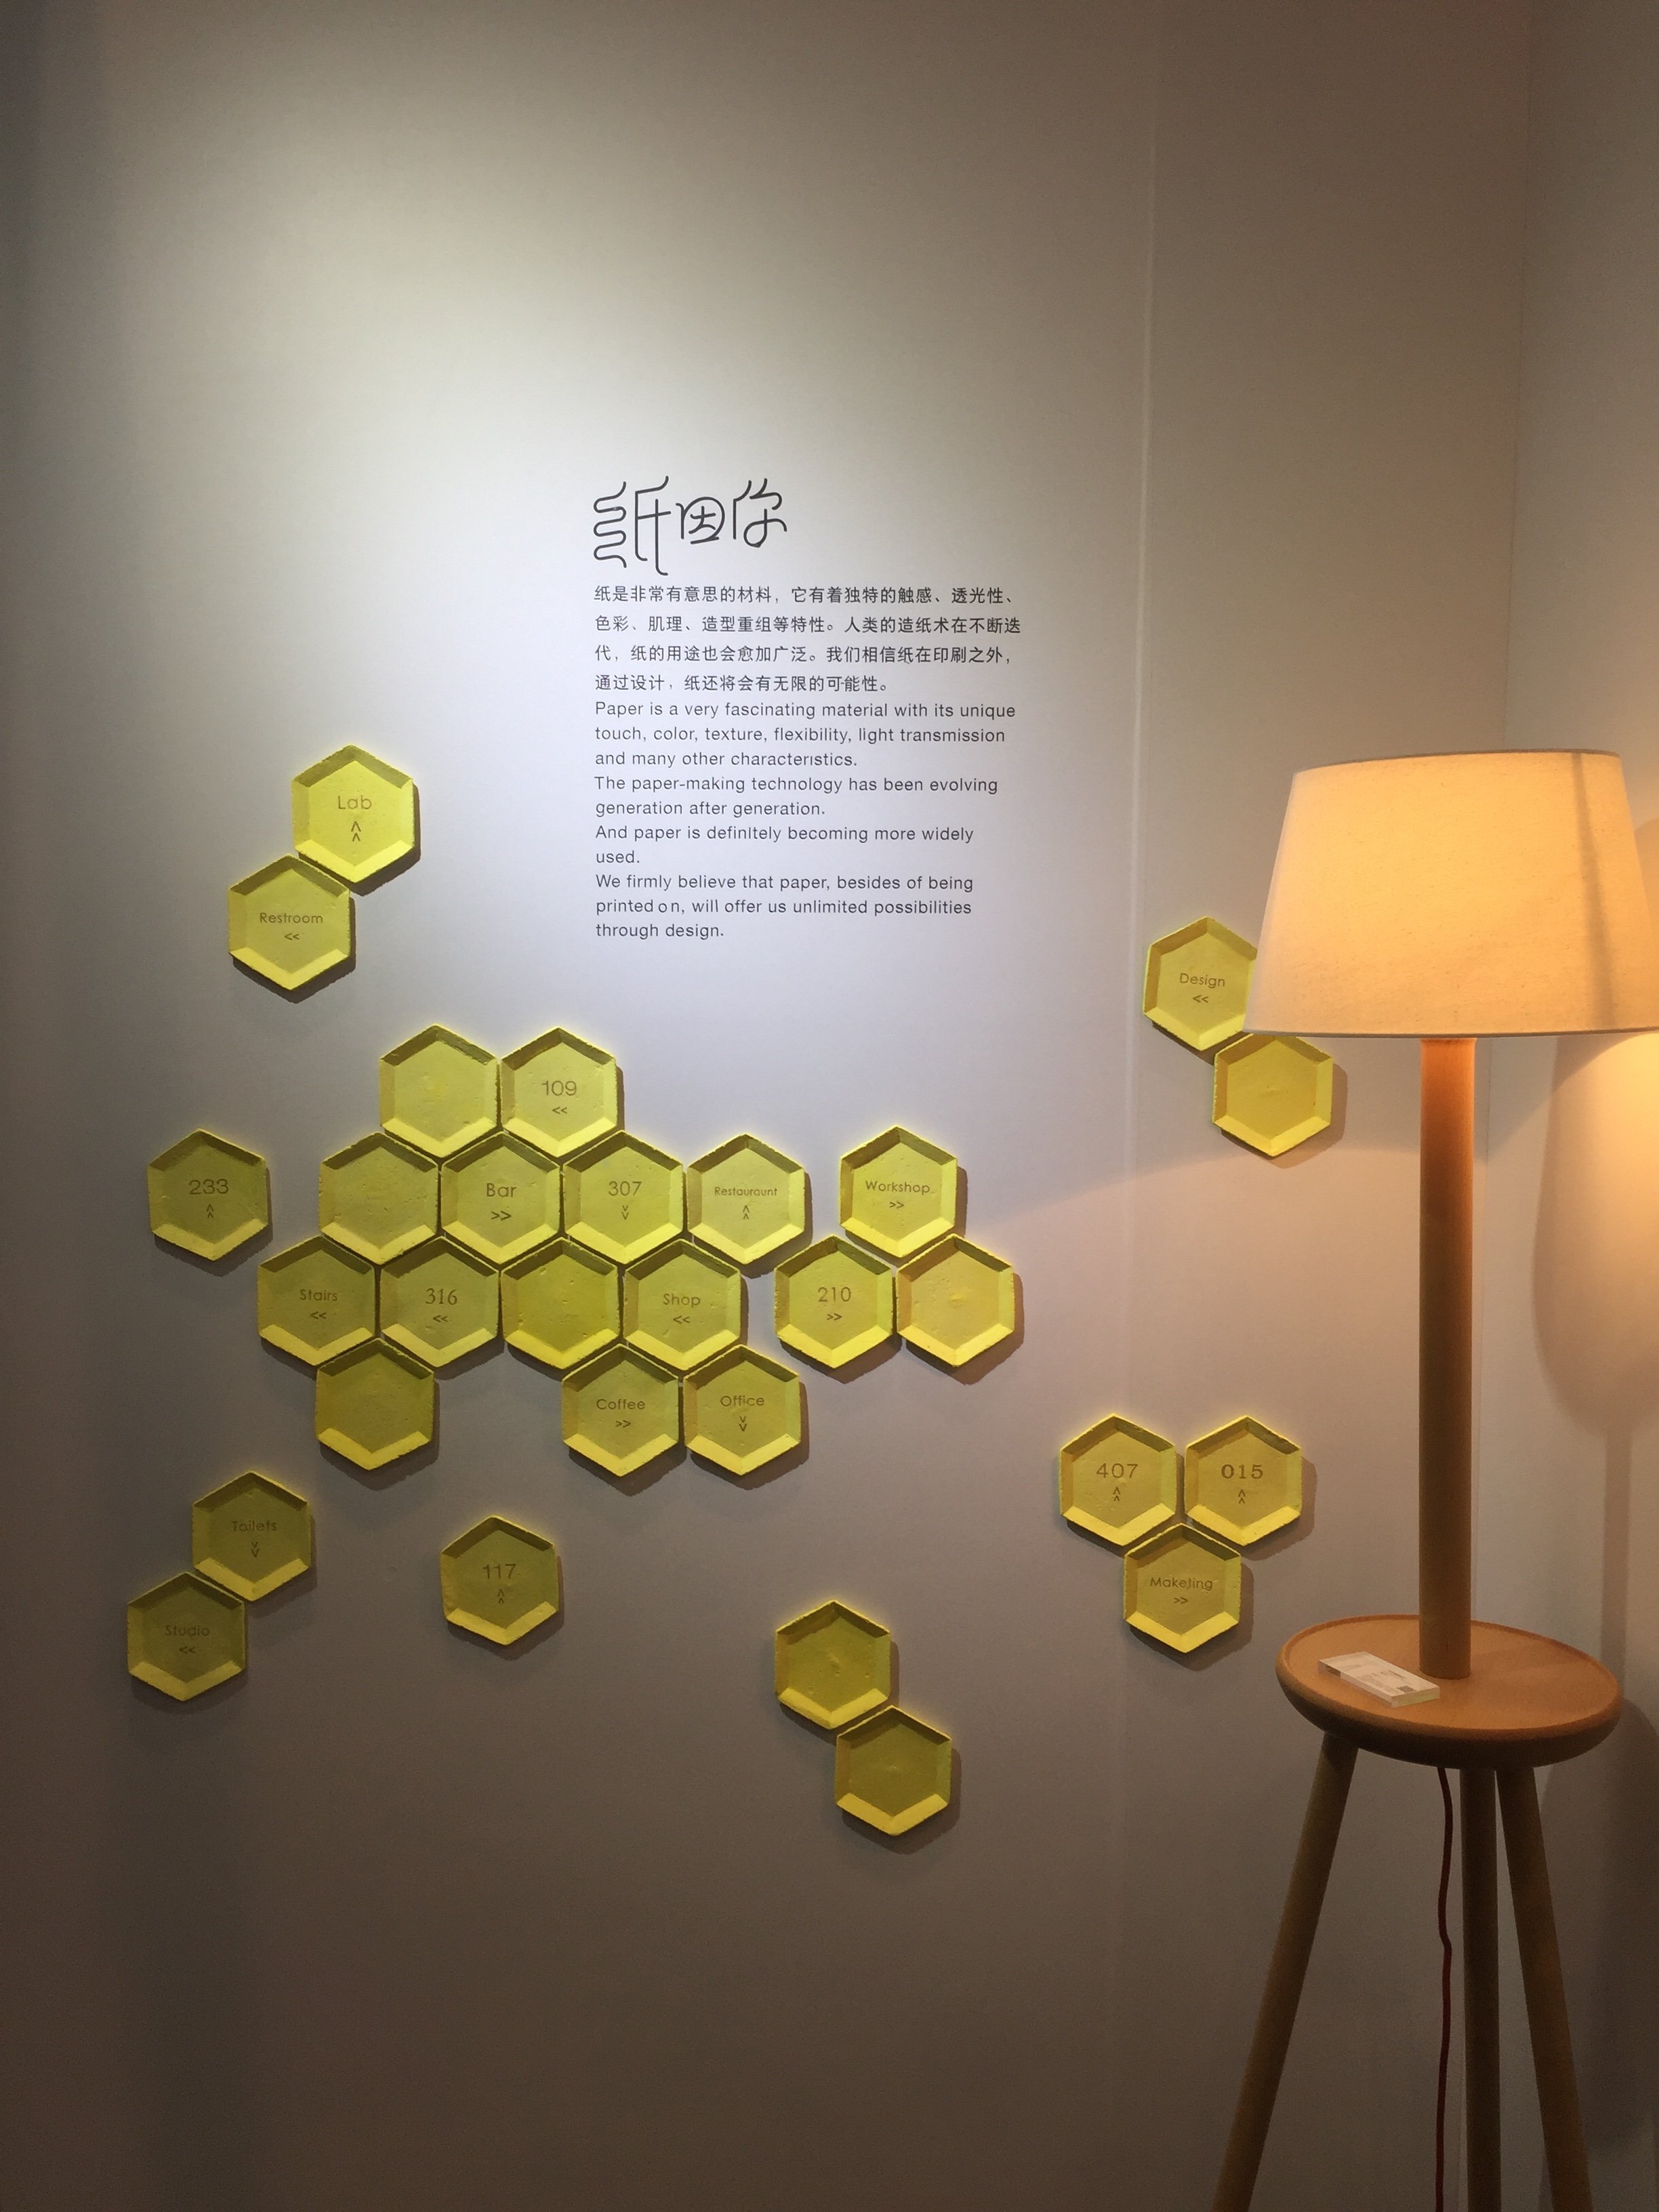 纸因你
纸是非常有意思的材料，它有着独特的触感、透光性、
色彩、肌理、造型重组等特性。人类的造纸术在不断迭
代，纸的用途也会愈加广泛。我们相信纸在印刷之外，
通过设计，纸还将会有无限的可能性。
Paper is a very fascinating material with its unique
touch, color, texture, flexibility, light transmission
and many other characteristics.
The paper-making technology has been evolving
generation after generation.
And paper is definitely becoming more widely
used.
We firmly believe that paper, besides of being
printed on, will offer us unlimited possibilities
through design.
Lab
^^
Restroom
<<
Design
<<
109
<<
233
^^
Bar
>>
307
vv
Restauraunt
^^
Workshop
>>
Stairs
<<
316
<<
Shop
<<
210
>>
Coffee
>>
Office
vv
407
^^
015
^^
Toilets
vv
117
^^
Maketing
>>
Studio
<<